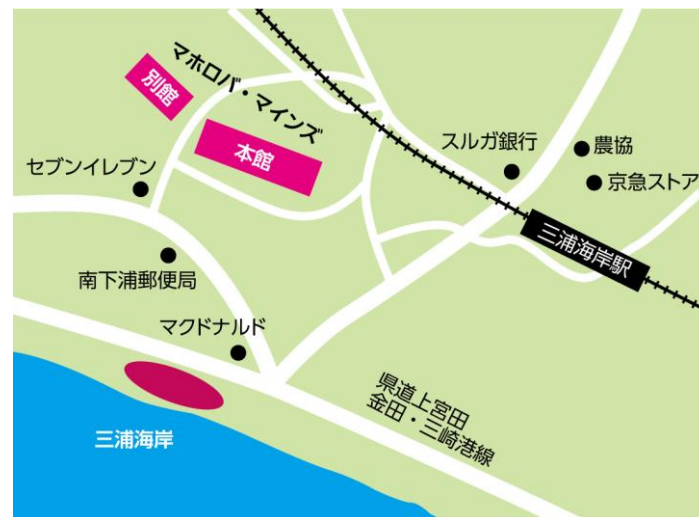 別館
マホロバ・マインズ
本館
スルガ銀行
農協
京急ストア
セブンイレブン
三浦海岸駅
南下浦郵便局
マクドナルド
県道上宮田
金田・三崎港線
三浦海岸